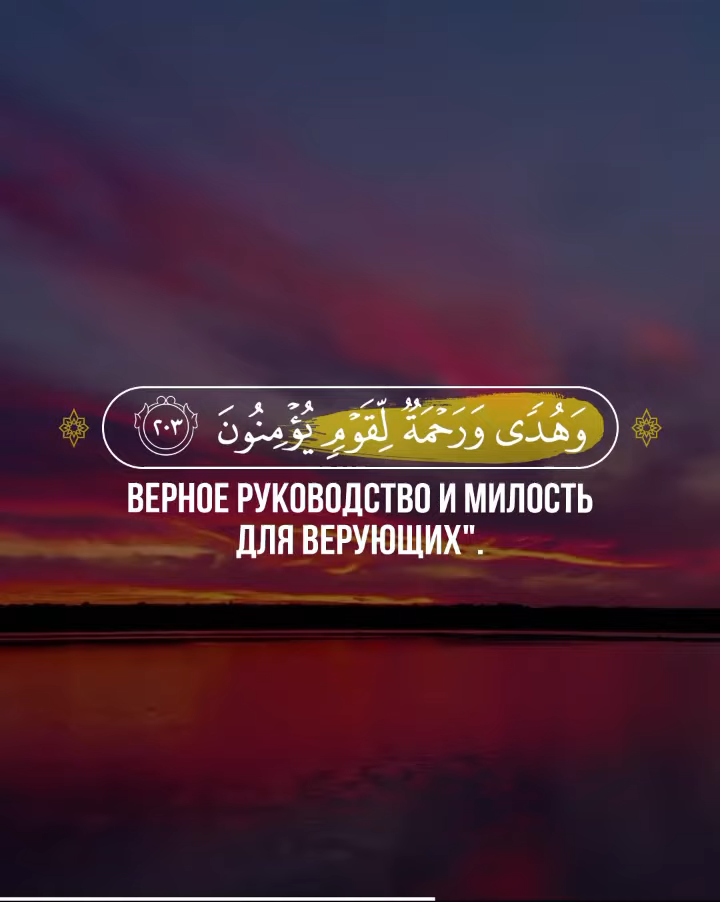 وَهُدًى وَرَحْمَةٌ لِّقَوْمٍ يُؤْمِنُونَ ٢٠٣
ВЕРНОЕ РУКОВОДСТВО И МИЛОСТЬ
ДЛЯ ВЕРУЮЩИХ".